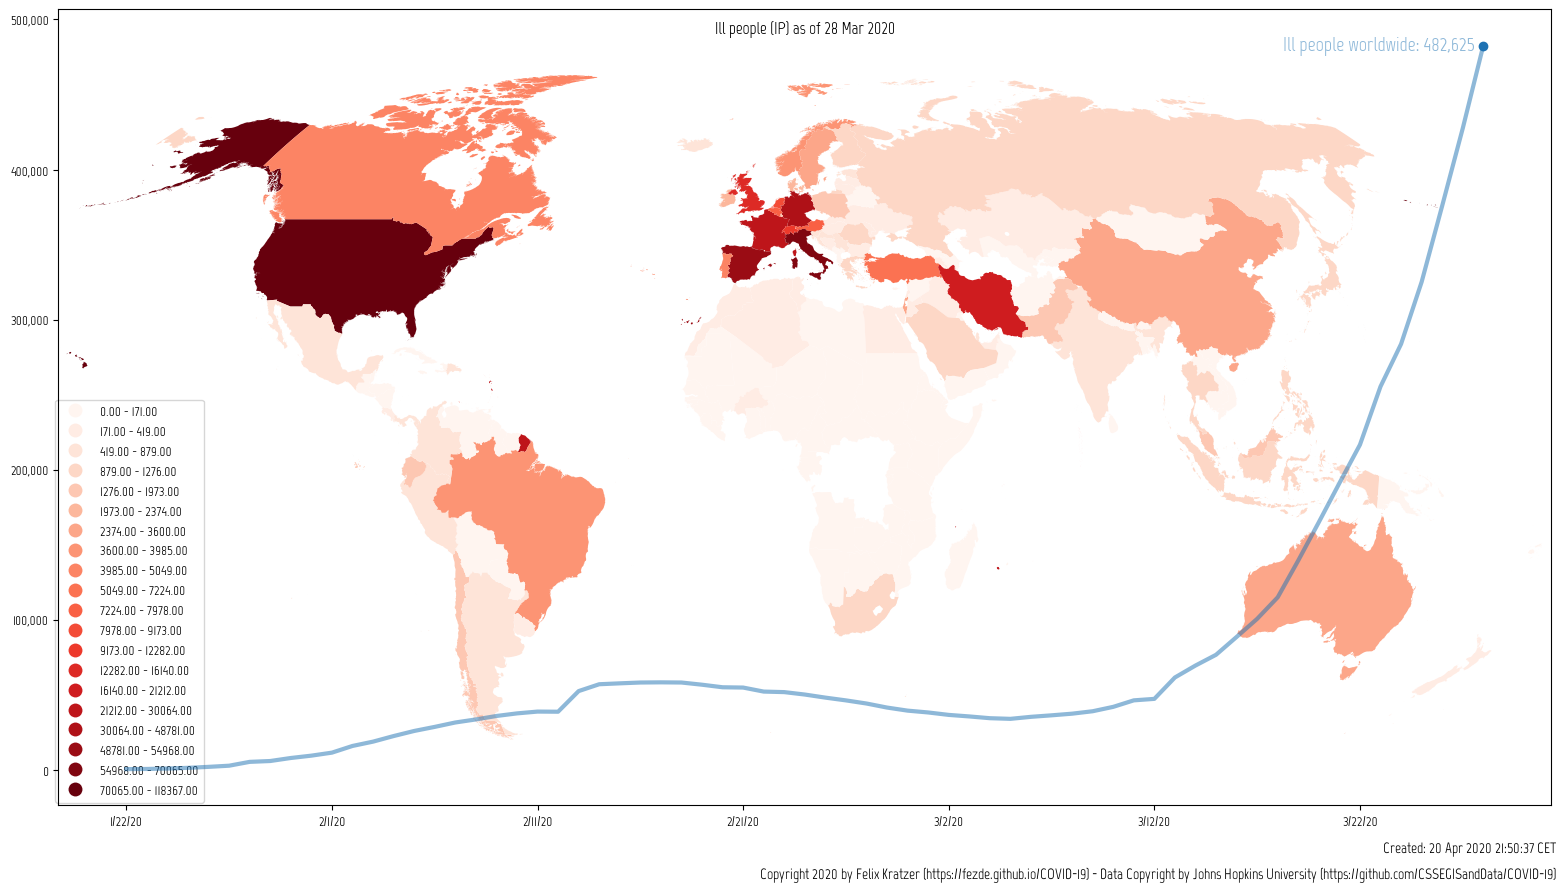 Ill people (IP) as of 28 Mar 2020
Ill people worldwide: 482,625
500,000
400,000
300,000
200,000
100,000
0
0.00 - 171.00
171.00 - 419.00
419.00 - 879.00
879.00 - 1276.00
1276.00 - 1973.00
1973.00 - 2374.00
2374.00 - 3600.00
3600.00 - 3985.00
3985.00 - 5049.00
5049.00 - 7224.00
7224.00 - 7978.00
7978.00 - 9173.00
9173.00 - 12282.00
12282.00 - 16140.00
16140.00 - 21212.00
21212.00 - 30064.00
30064.00 - 48781.00
48781.00 - 54968.00
54968.00 - 70065.00
70065.00 - 118367.00
1/22/20 2/1/20 2/11/20 2/21/20 3/2/20 3/12/20 3/22/20
Created: 20 Apr 2020 21:50:37 CET
Copyright 2020 by Felix Kratzer (https://fezde.github.io/COVID-19) - Data Copyright by Johns Hopkins University (https://github.com/CSSEGISandData/COVID-19)